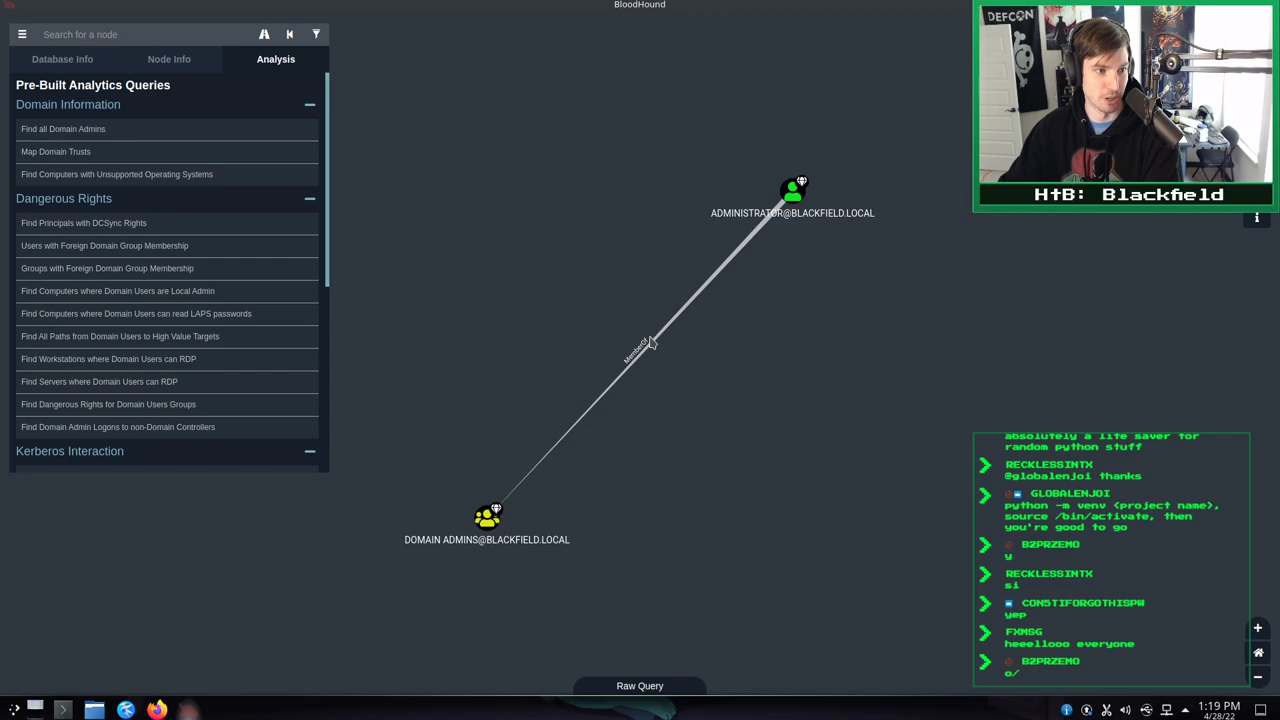 BloodHound
Search for a node
Database Info
Node Info
Analysis
Pre-Built Analytics Queries
Domain Information
Find all Domain Admins
Map Domain Trusts
Find Computers with Unsupported Operating Systems
Dangerous Rights
Find Principals with DCSync Rights
Users with Foreign Domain Group Membership
Groups with Foreign Domain Group Membership
Find Computers where Domain Users are Local Admin
Find Computers where Domain Users can read LAPS passwords
Find All Paths from Domain Users to High Value Targets
Find Workstations where Domain Users can RDP
Find Servers where Domain Users can RDP
Find Dangerous Rights for Domain Users Groups
Find Domain Admin Logons to non-Domain Controllers
Kerberos Interaction
ADMINISTRATOR@BLACKFIELD.LOCAL
MemberOf
DOMAIN ADMINS@BLACKFIELD.LOCAL
Raw Query
DEFCON
HtB: Blackfield
absolutely a life saver for
random python stuff
RECKLESSINTX
@globalenjoi thanks
GLOBALENJOI
python -m venv <project name>,
source /bin/activate, then
you're good to go
B2PRZEMO
y
RECKLESSINTX
si
CON5TIFORGOTHISPW
yep
FXMSG
heeellooo everyone
B2PRZEMO
o/
1:19 PM
4/28/22